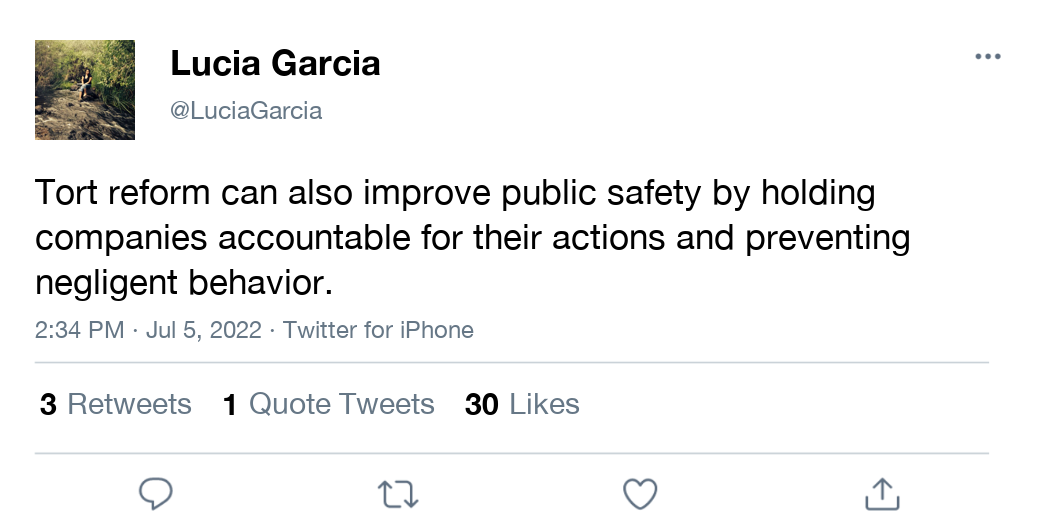 Lucia Garcia
@LuciaGarcia
Tort reform can also improve public safety by holding
companies accountable for their actions and preventing
negligent behavior.
2:34 PM · Jul 5, 2022 · Twitter for iPhone
3 Retweets 1 Quote Tweets 30 Likes